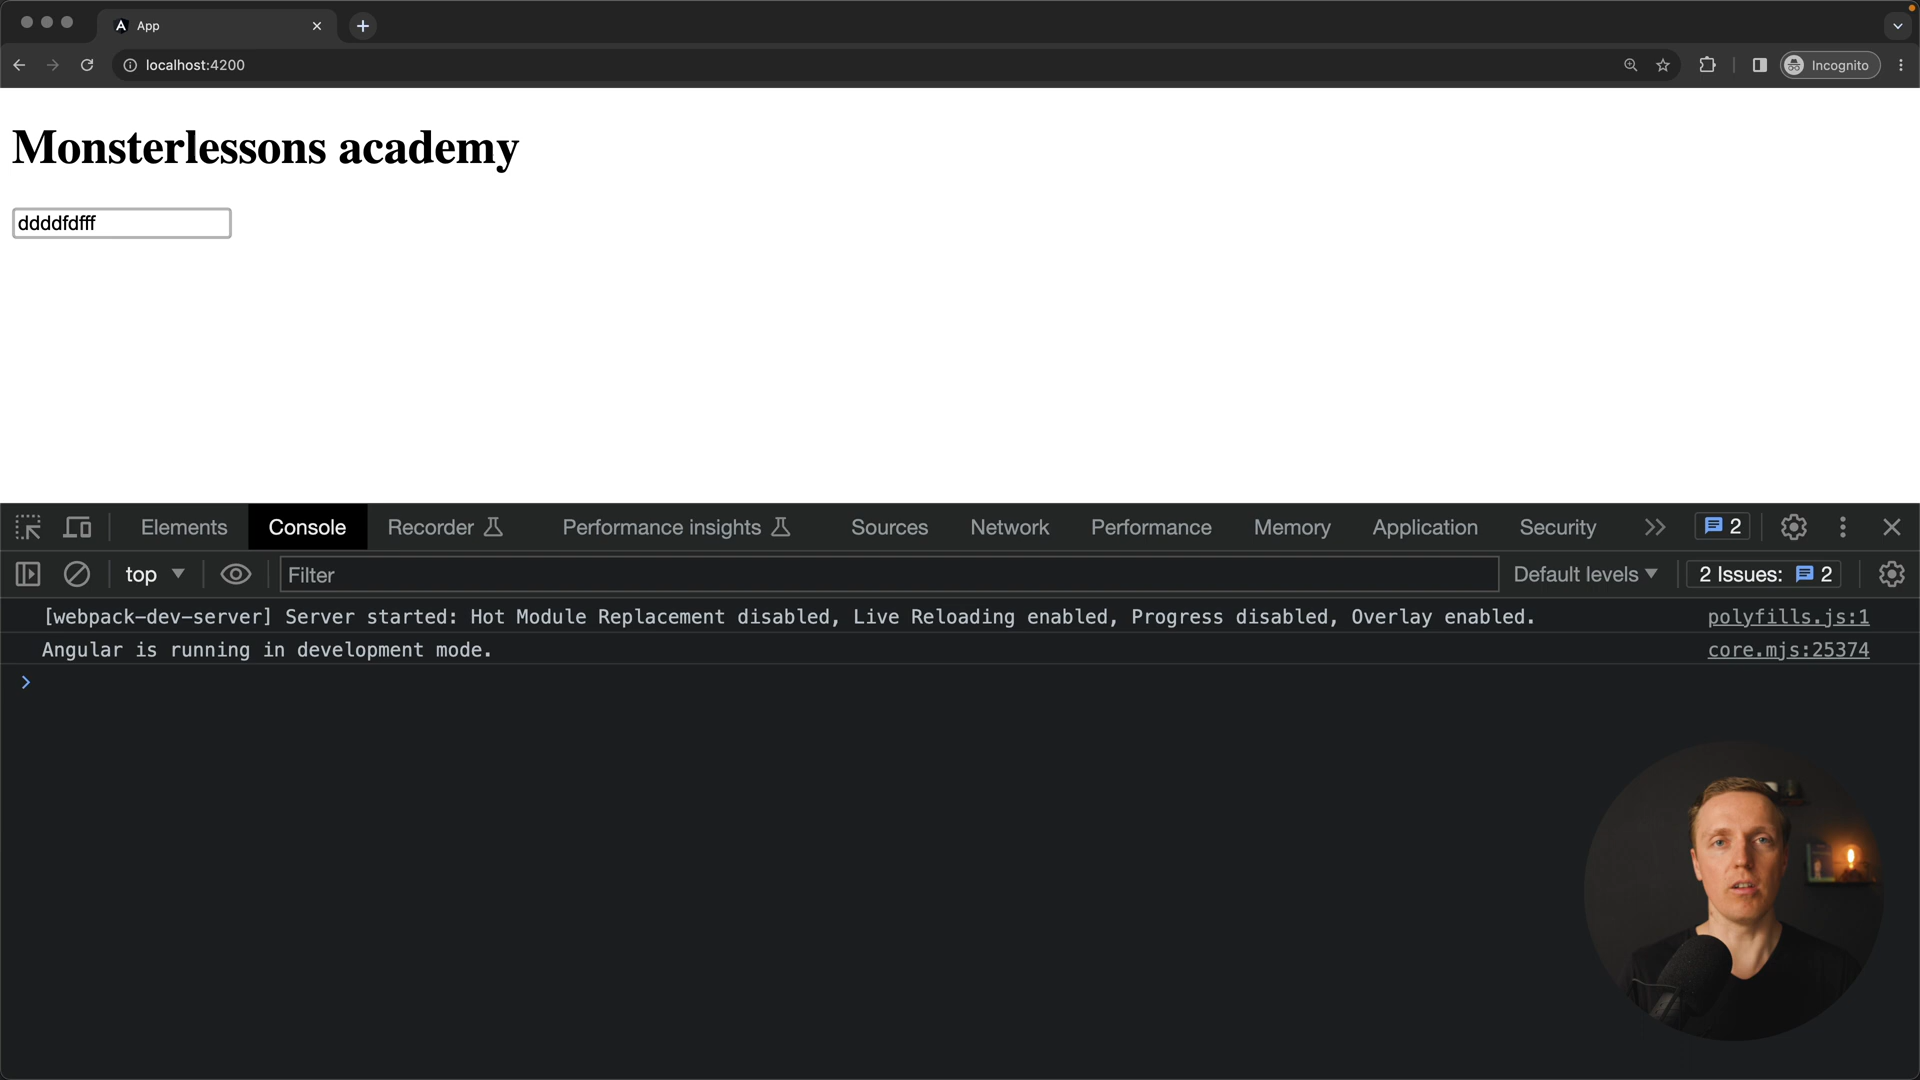 App
localhost:4200
Incognito
Monsterlessons academy
ddddfdfff
Elements Console Recorder Performance insights Sources Network Performance Memory Application Security 2
top Filter Default levels 2 Issues: 2
[webpack-dev-server] Server started: Hot Module Replacement disabled, Live Reloading enabled, Progress disabled, Overlay enabled. polyfills.js:1
Angular is running in development mode. core.mjs:25374